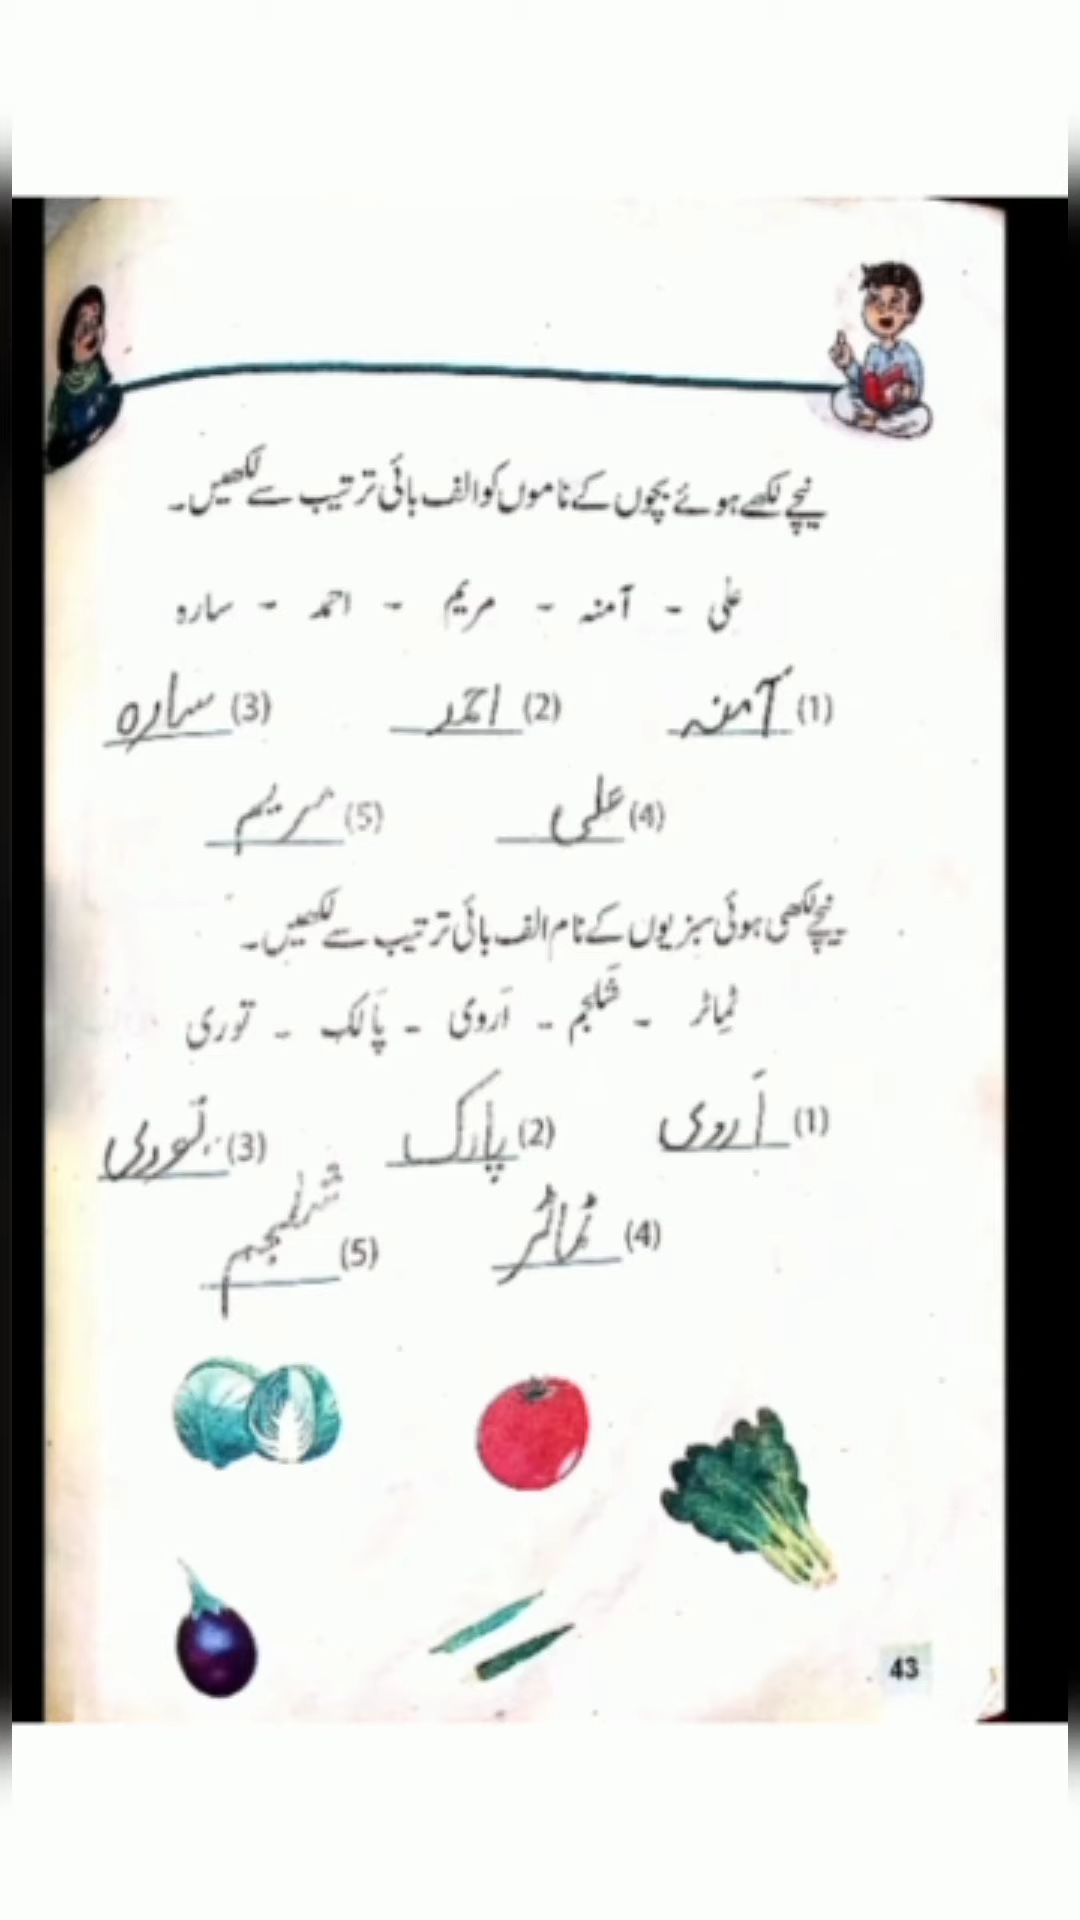 نیچے لکھے ہوئے بچوں کے ناموں کو الف بائی ترتیب سے لکھیں۔
علی - آمنہ - مریم - احمد - سارہ
(1) آمنہ (2) احمد (3) سارہ
(4) علی (5) مریم
نیچے لکھی ہوئی سبزیوں کے نام الف بائی ترتیب سے لکھیں۔
ٹماٹر - شلجم - اَروی - پالک - توری
(1) اَروی (2) پالک (3) توری
(4) ٹماٹر (5) شلجم
43